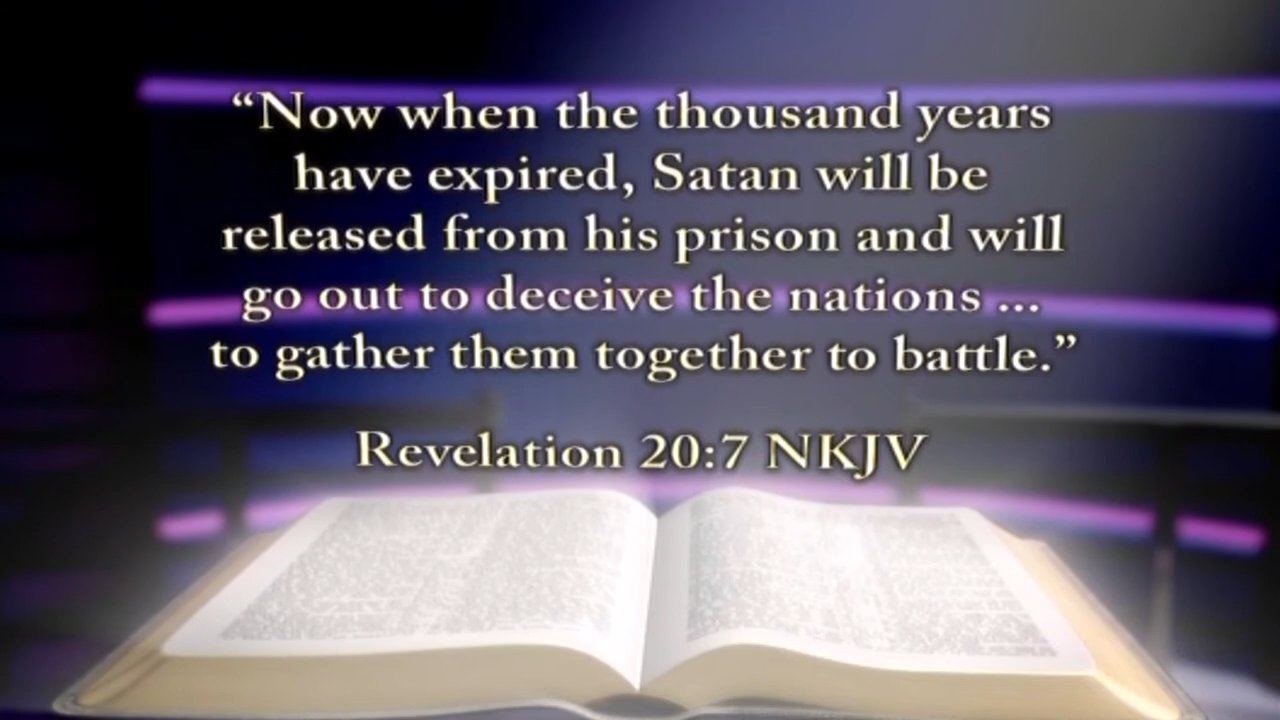 “Now when the thousand years
have expired, Satan will be
released from his prison and will
go out to deceive the nations ...
to gather them together to battle.”
Revelation 20:7 NKJV